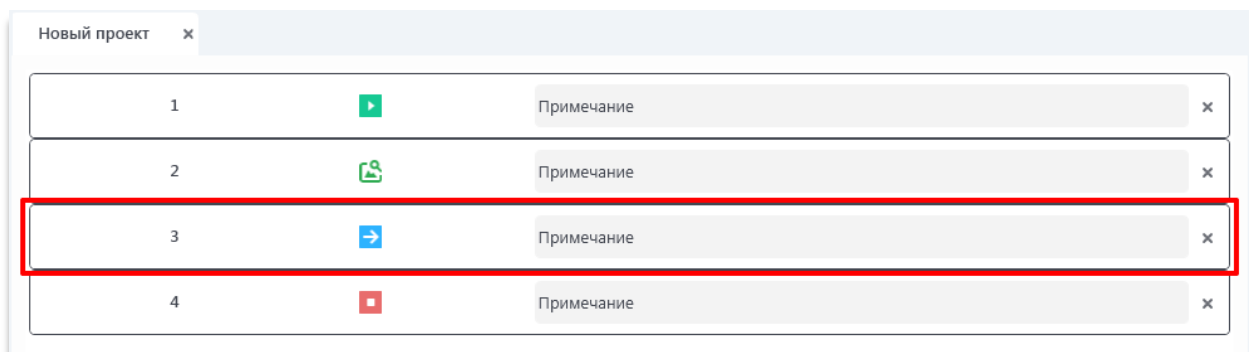 Новый проект
1 Примечание
2 Примечание
3 Примечание
4 Примечание